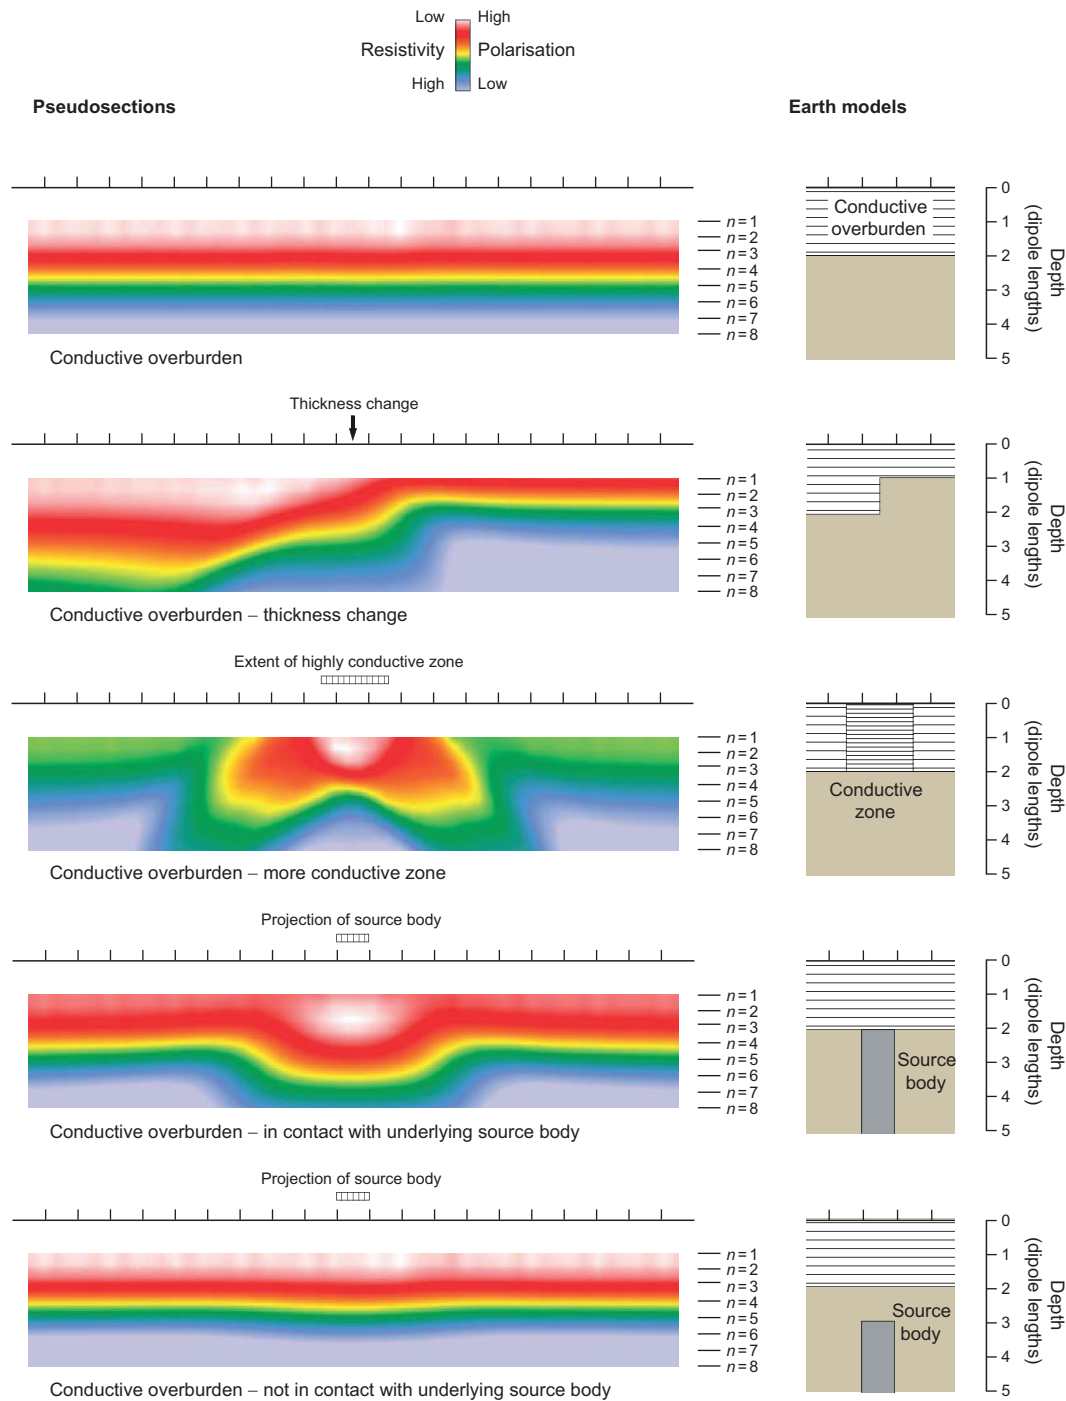 Low High
Resistivity Polarisation
High Low
Pseudosections
Earth models
n=1
n=2
n=3
n=4
n=5
n=6
n=7
n=8
Conductive overburden
Conductive
overburden
0
1
2
3
4
5
Depth
(dipole lengths)
Thickness change
n=1
n=2
n=3
n=4
n=5
n=6
n=7
n=8
Conductive overburden – thickness change
0
1
2
3
4
5
Depth
(dipole lengths)
Extent of highly conductive zone
n=1
n=2
n=3
n=4
n=5
n=6
n=7
n=8
Conductive overburden – more conductive zone
Conductive
zone
0
1
2
3
4
5
Depth
(dipole lengths)
Projection of source body
n=1
n=2
n=3
n=4
n=5
n=6
n=7
n=8
Conductive overburden – in contact with underlying source body
Source
body
0
1
2
3
4
5
Depth
(dipole lengths)
Projection of source body
n=1
n=2
n=3
n=4
n=5
n=6
n=7
n=8
Conductive overburden – not in contact with underlying source body
Source
body
0
1
2
3
4
5
Depth
(dipole lengths)